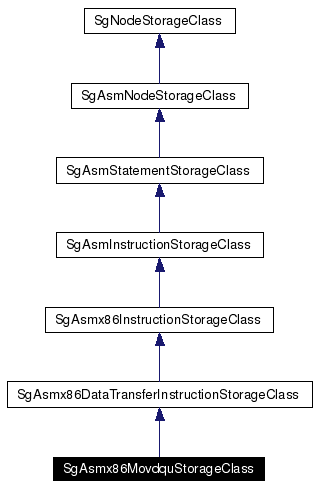 SgNodeStorageClass
SgAsmNodeStorageClass
SgAsmStatementStorageClass
SgAsmInstructionStorageClass
SgAsmx86InstructionStorageClass
SgAsmx86DataTransferInstructionStorageClass
SgAsmx86MovdquStorageClass